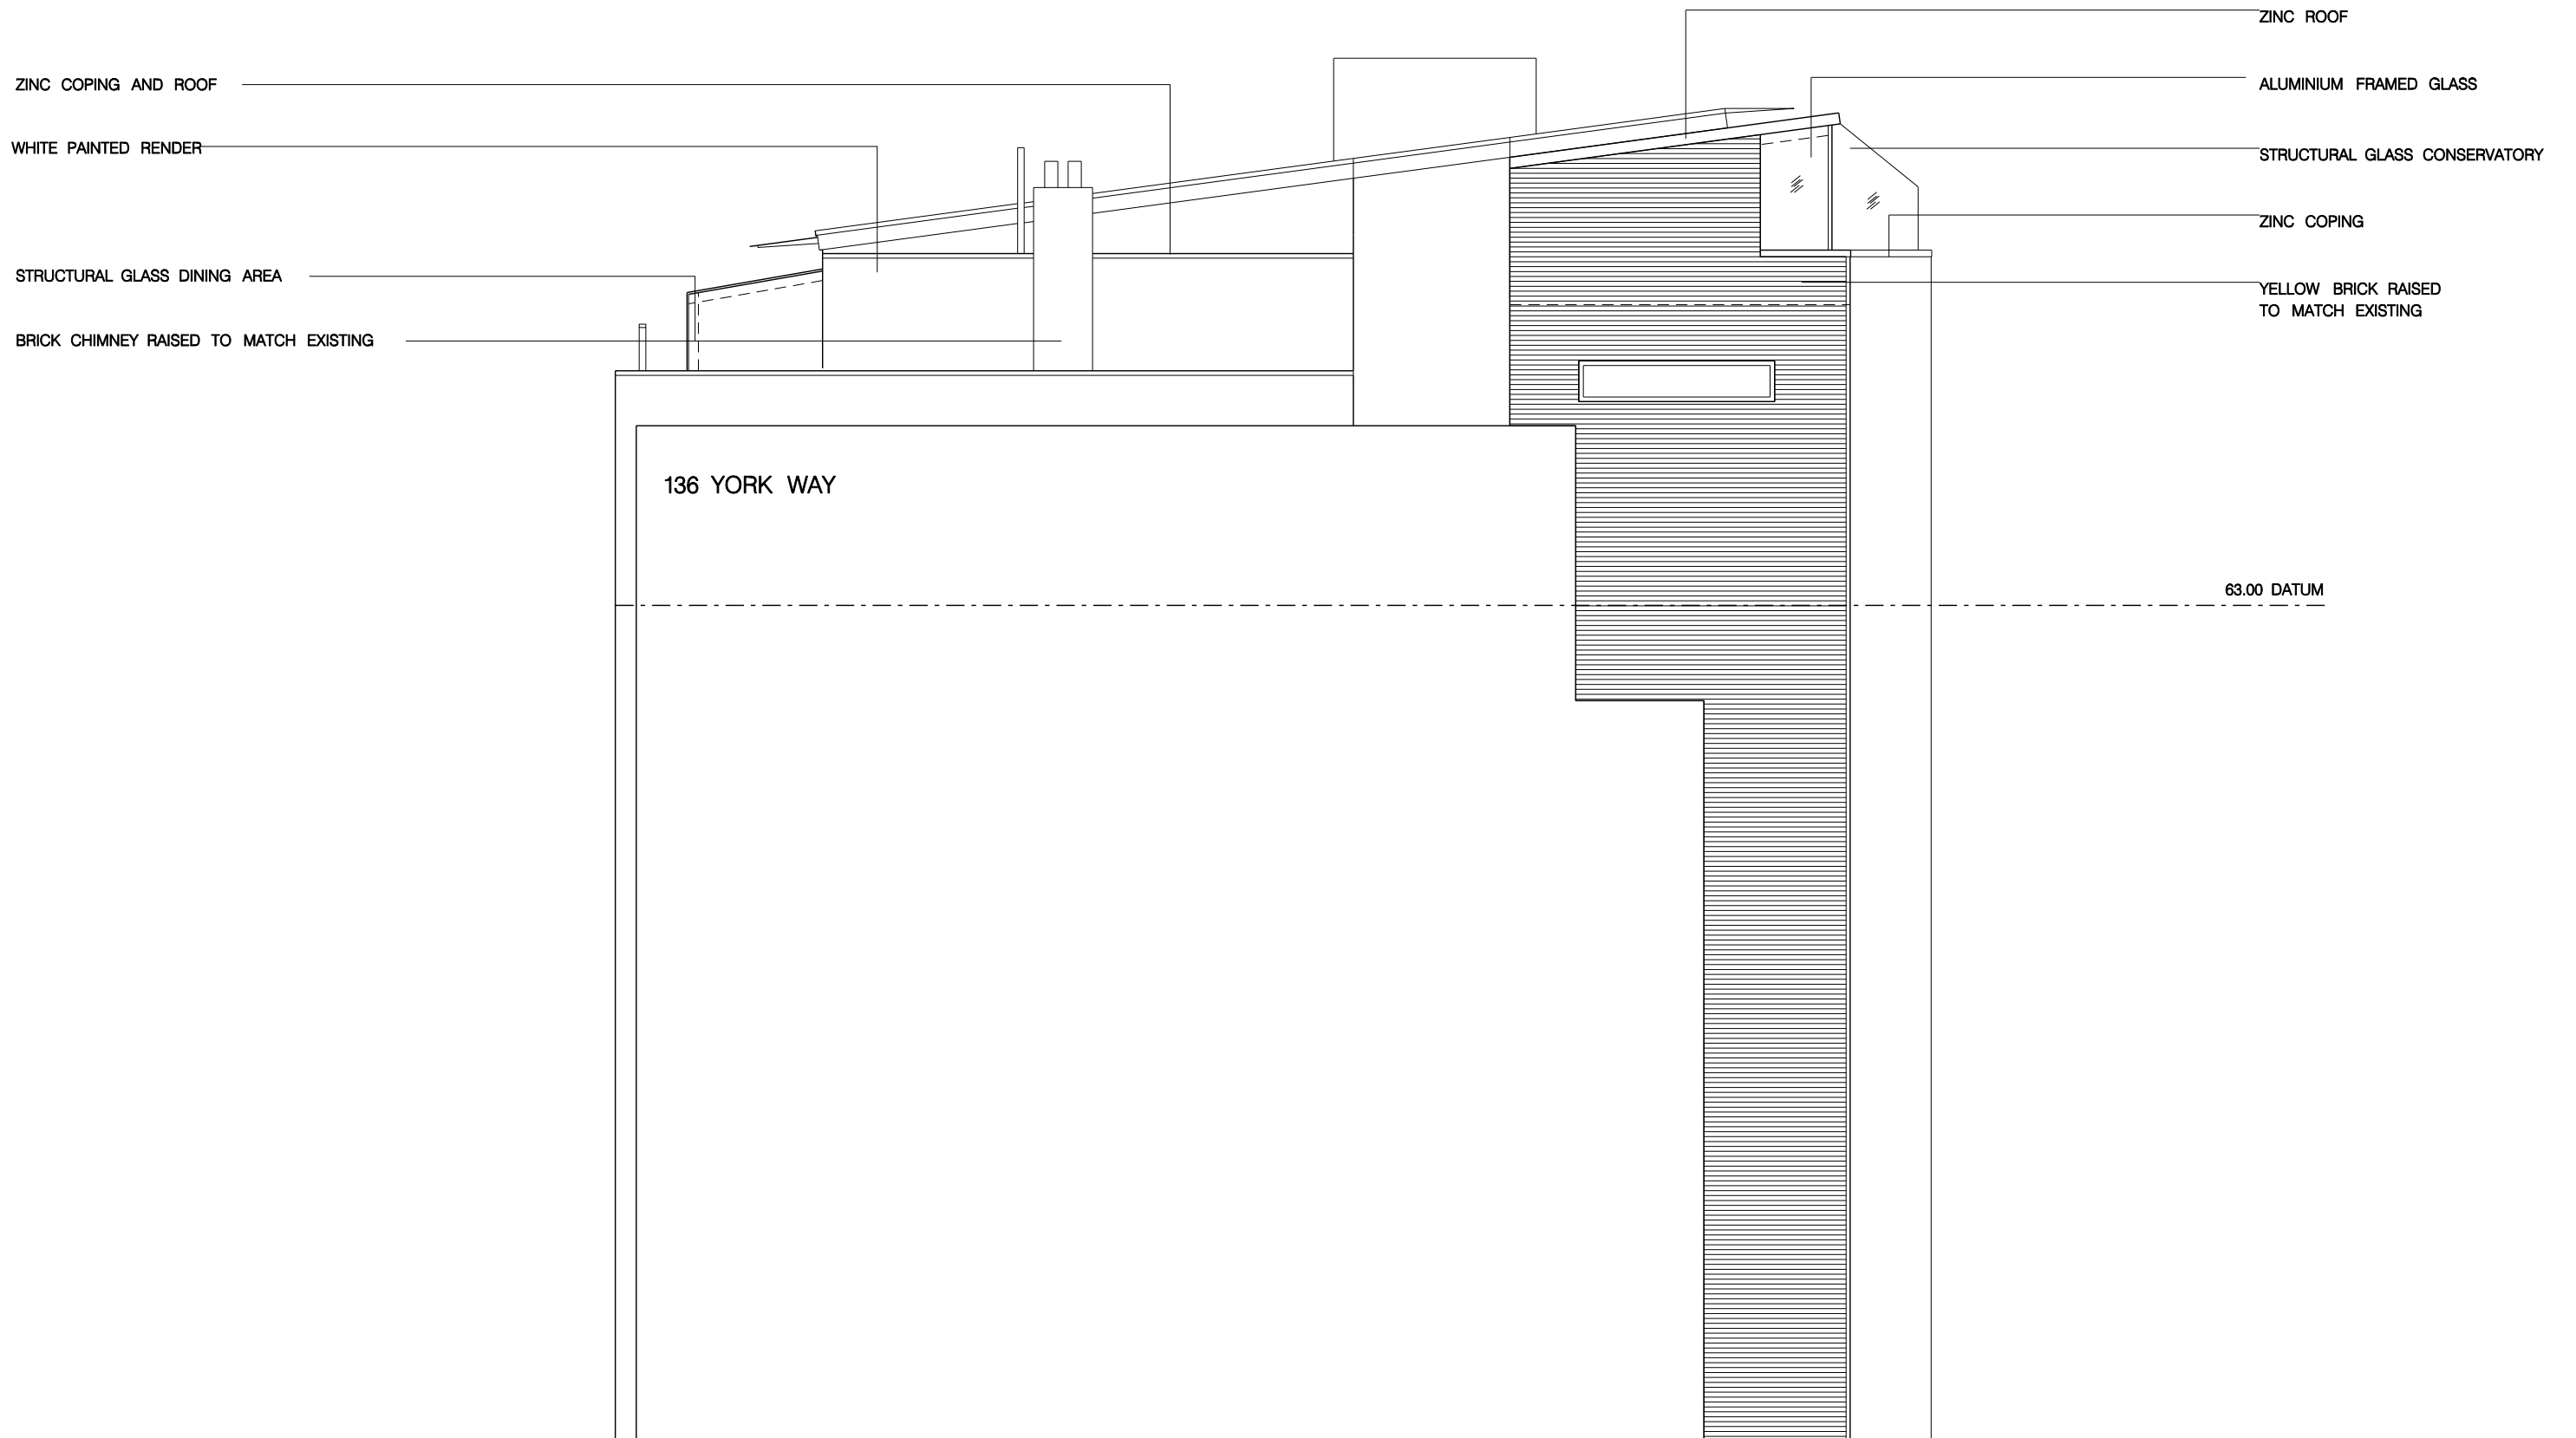 ZINC ROOF
ZINC COPING AND ROOF
ALUMINIUM FRAMED GLASS
WHITE PAINTED RENDER
STRUCTURAL GLASS CONSERVATORY
ZINC COPING
STRUCTURAL GLASS DINING AREA
YELLOW BRICK RAISED
TO MATCH EXISTING
BRICK CHIMNEY RAISED TO MATCH EXISTING
136 YORK WAY
63.00 DATUM